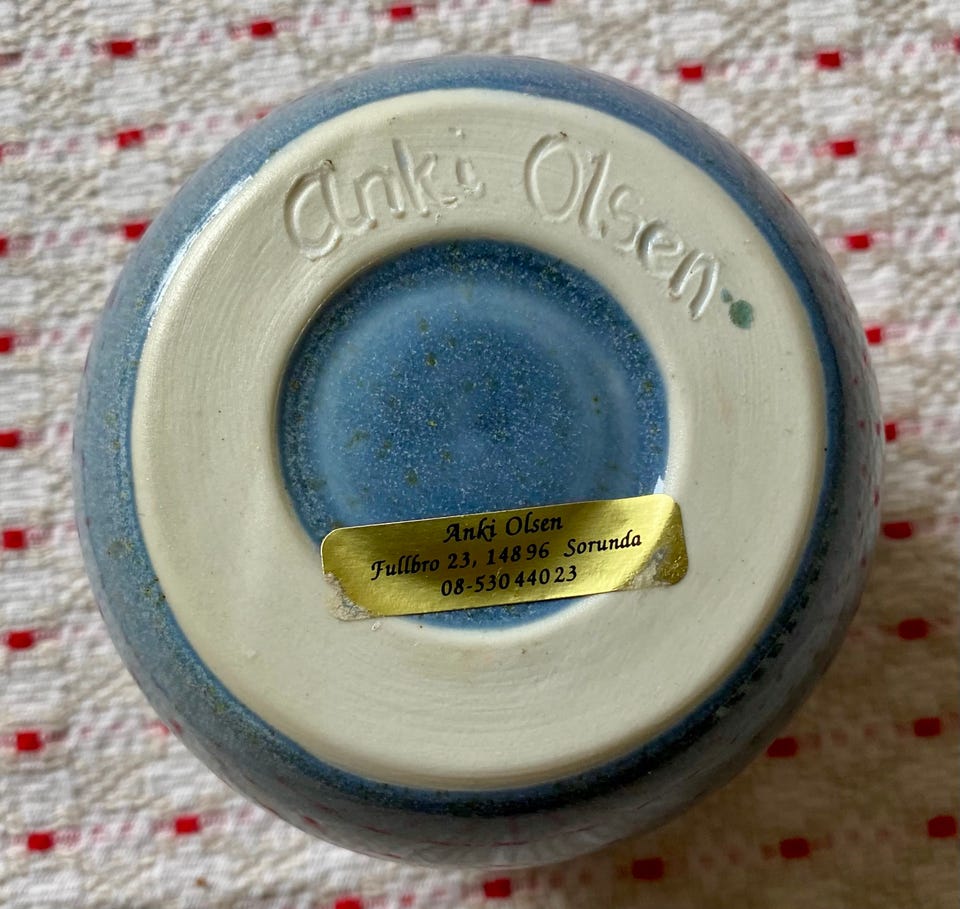 Anki Olsen
Anki Olsen
Fullbro 23, 148 96 Sorunda
08-530 440 23